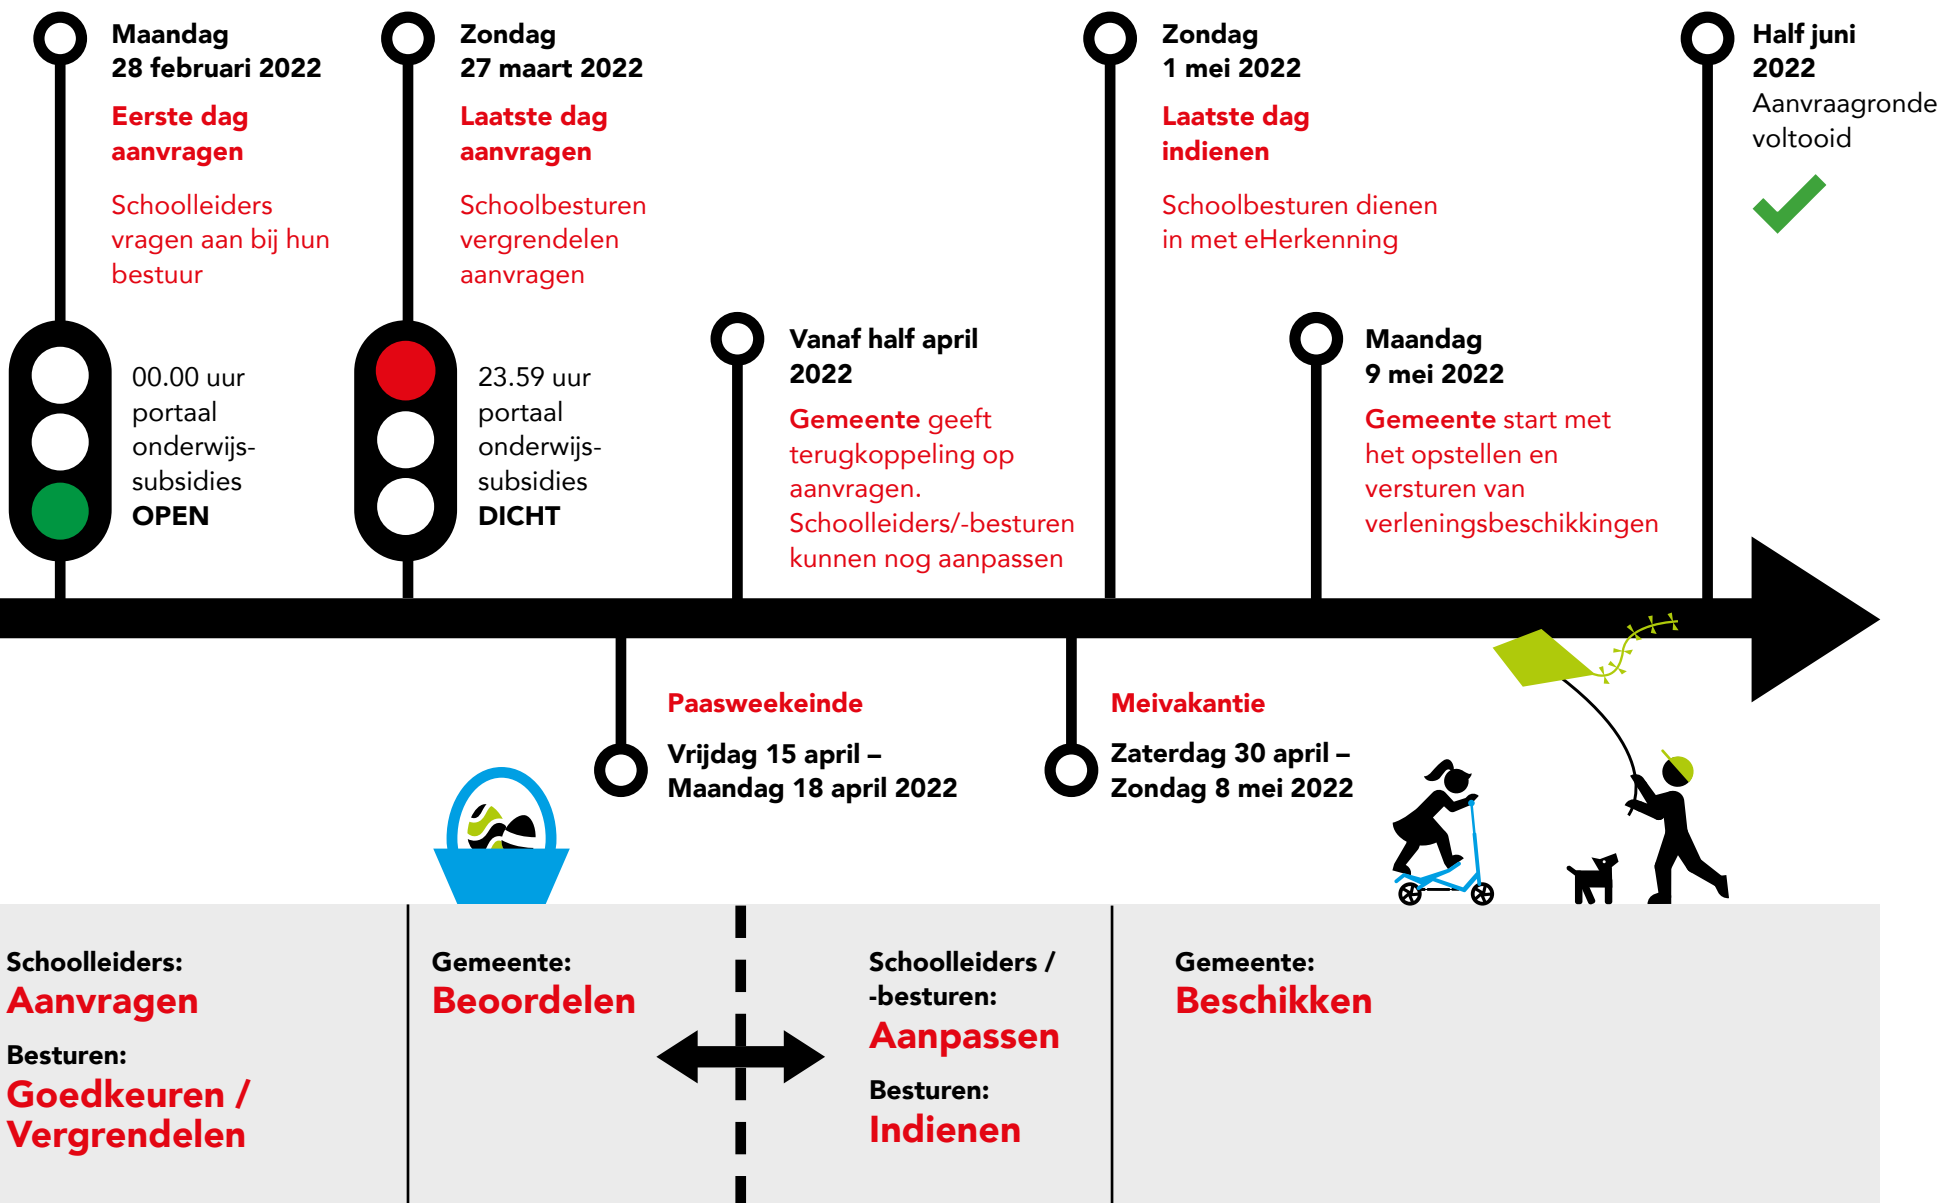 Maandag
28 februari 2022
Eerste dag
aanvragen
Schoolleiders
vragen aan bij hun
bestuur
00.00 uur
portaal
onderwijs-
subsidies
OPEN
Zondag
27 maart 2022
Laatste dag
aanvragen
Schoolbesturen
vergrendelen
aanvragen
23.59 uur
portaal
onderwijs-
subsidies
DICHT
Vanaf half april
2022
Gemeente geeft
terugkoppeling op
aanvragen.
Schoolleiders/-besturen
kunnen nog aanpassen
Zondag
1 mei 2022
Laatste dag
indienen
Schoolbesturen dienen
in met eHerkenning
Maandag
9 mei 2022
Gemeente start met
het opstellen en
versturen van
verleningsbeschikkingen
Half juni
2022
Aanvraagronde
voltooid
Paasweekeinde
Vrijdag 15 april –
Maandag 18 april 2022
Meivakantie
Zaterdag 30 april –
Zondag 8 mei 2022
Schoolleiders:
Aanvragen
Besturen:
Goedkeuren /
Vergrendelen
Gemeente:
Beoordelen
Schoolleiders /
-besturen:
Aanpassen
Besturen:
Indienen
Gemeente:
Beschikken